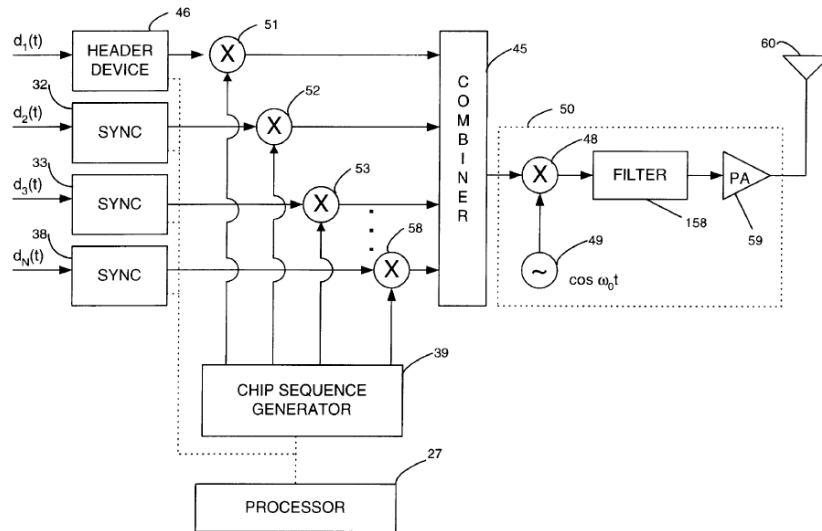 46
51
d1(t)
HEADER
DEVICE
X
45
60
32
52
d2(t)
SYNC
X
50
33
53
48
d3(t)
SYNC
X
COMBINER
X
FILTER
PA
38
58
49
158
59
dN(t)
SYNC
X
~
cos ω0t
39
CHIP SEQUENCE
GENERATOR
27
PROCESSOR